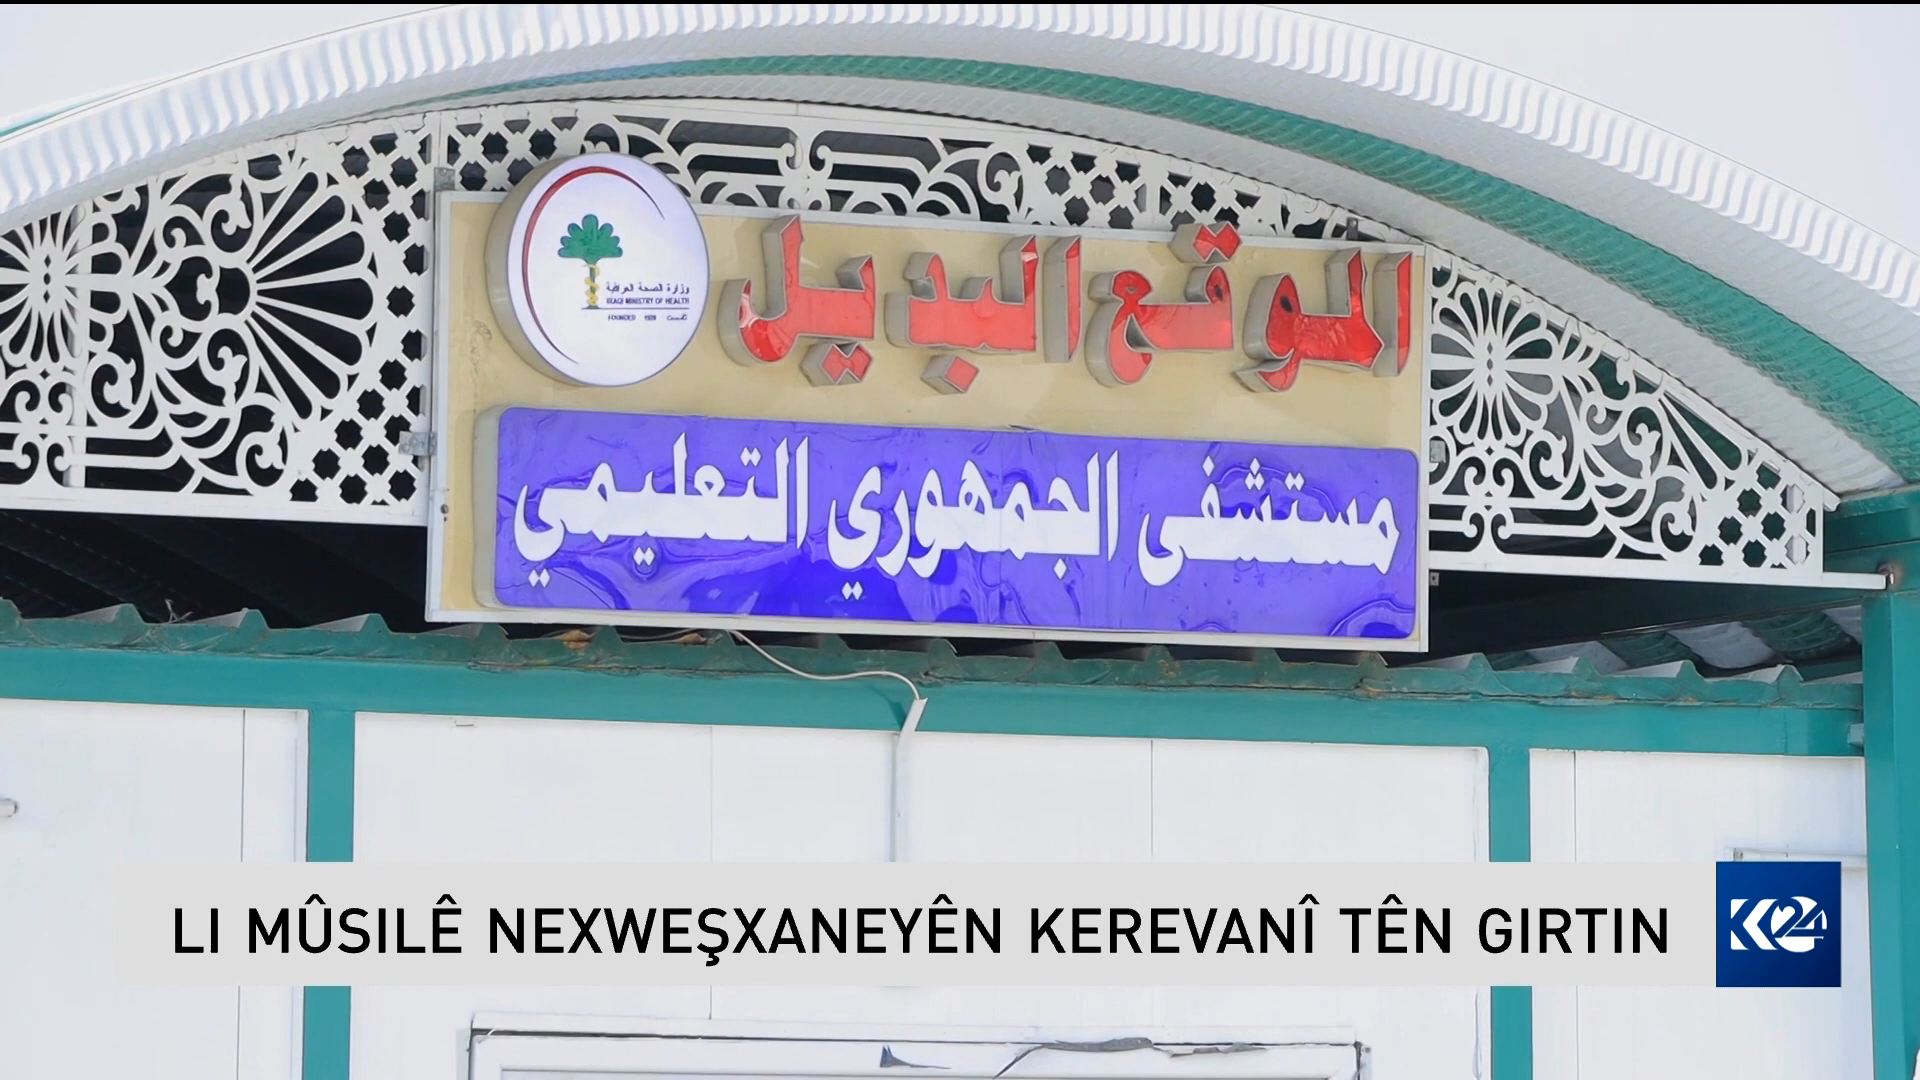 الموقع البديل
وزارة الصحة العراقية
IRAQI MINISTRY OF HEALTH
FOUNDED
مستشفى الجمهوري التعليمي
LI MÛSILÊ NEXWEŞXANEYÊN KEREVANÎ TÊN GIRTIN
K24